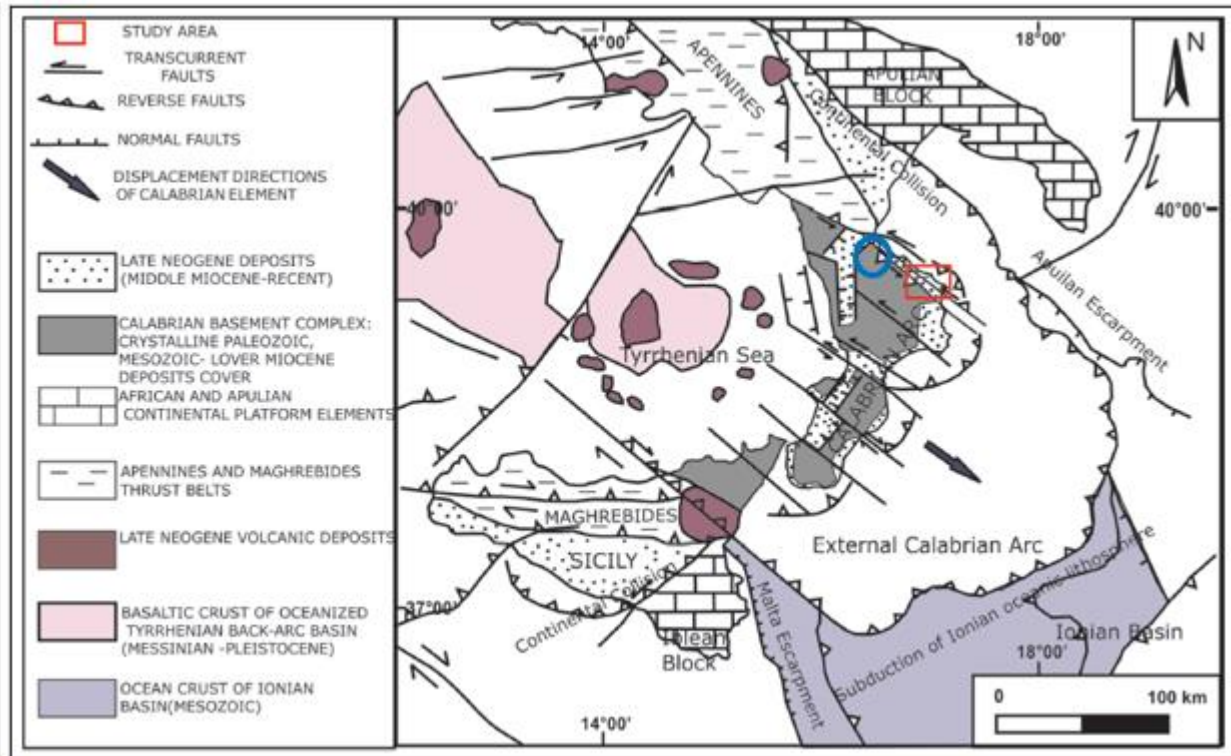 STUDY AREA
TRANSCURRENT
FAULTS
REVERSE FAULTS
NORMAL FAULTS
DISPLACEMENT DIRECTIONS
OF CALABRIAN ELEMENT
LATE NEOGENE DEPOSITS
(MIDDLE MIOCENE-RECENT)
CALABRIAN BASEMENT COMPLEX:
CRYSTALLINE PALEOZOIC,
MESOZOIC- LOVER MIOCENE
DEPOSITS COVER
AFRICAN AND APULIAN
CONTINENTAL PLATFORM ELEMENTS
APENNINES AND MAGHREBIDES
THRUST BELTS
LATE NEOGENE VOLCANIC DEPOSITS
BASALTIC CRUST OF OCEANIZED
TYRRHENIAN BACK-ARC BASIN
(MESSINIAN -PLEISTOCENE)
OCEAN CRUST OF IONIAN
BASIN(MESOZOIC)
14°00'
18°00'
N
APENNINES
APULIAN
BLOCK
Continental Collision
40°00'
40°00'
Apuilan Escarpment
Tyrrhenian Sea
CALABRIAN ARC
MAGHREBIDES
External Calabrian Arc
SICILY
Continental Collision
37°00'
Iblean
Block
Malta Escarpment
Subduction of Ionian oceanic lithosphere
Ionian Basin
18°00'
14°00'
0 100 km